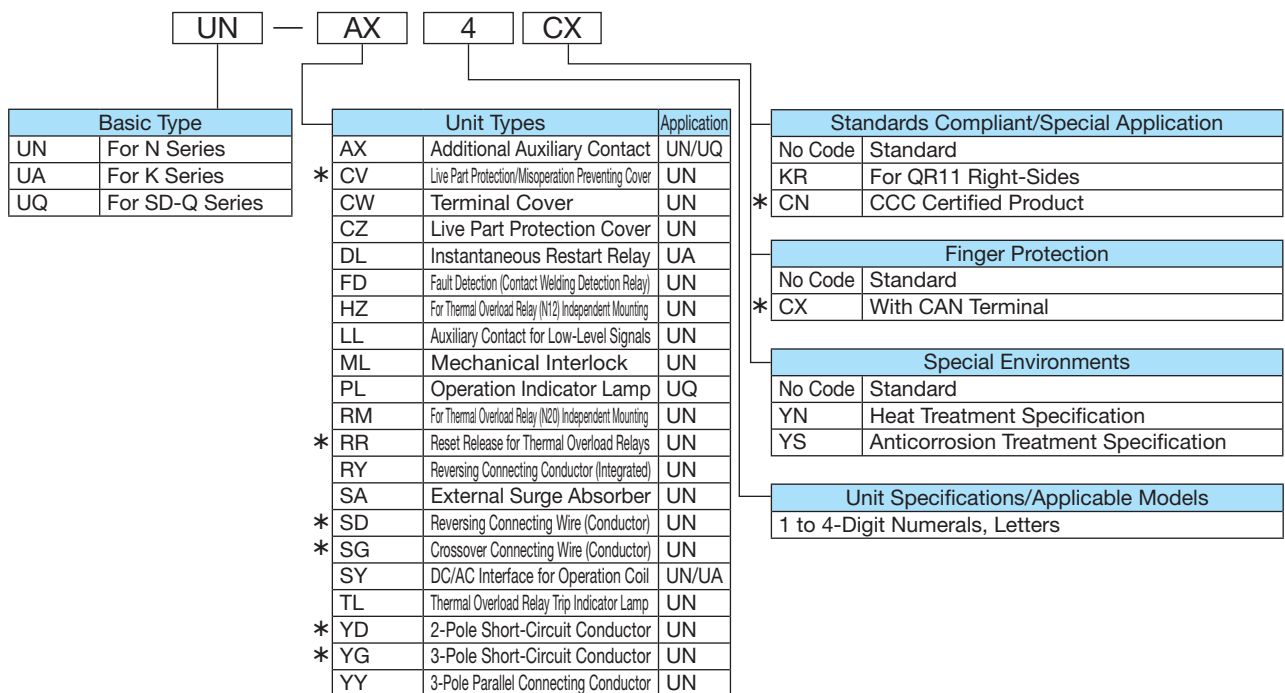 UN — AX 4 CX
Basic Type
UN For N Series
UA For K Series
UQ For SD-Q Series
Unit Types Application
AX Additional Auxiliary Contact UN/UQ
* CV Live Part Protection/Misoperation Preventing Cover UN
CW Terminal Cover UN
CZ Live Part Protection Cover UN
DL Instantaneous Restart Relay UA
FD Fault Detection (Contact Welding Detection Relay) UN
HZ For Thermal Overload Relay (N12) Independent Mounting UN
LL Auxiliary Contact for Low-Level Signals UN
ML Mechanical Interlock UN
PL Operation Indicator Lamp UQ
RM For Thermal Overload Relay (N20) Independent Mounting UN
* RR Reset Release for Thermal Overload Relays UN
RY Reversing Connecting Conductor (Integrated) UN
SA External Surge Absorber UN
* SD Reversing Connecting Wire (Conductor) UN
* SG Crossover Connecting Wire (Conductor) UN
SY DC/AC Interface for Operation Coil UN/UA
TL Thermal Overload Relay Trip Indicator Lamp UN
* YD 2-Pole Short-Circuit Conductor UN
* YG 3-Pole Short-Circuit Conductor UN
YY 3-Pole Parallel Connecting Conductor UN
Standards Compliant/Special Application
No Code Standard
KR For QR11 Right-Sides
* CN CCC Certified Product
Finger Protection
No Code Standard
* CX With CAN Terminal
Special Environments
No Code Standard
YN Heat Treatment Specification
YS Anticorrosion Treatment Specification
Unit Specifications/Applicable Models
1 to 4-Digit Numerals, Letters